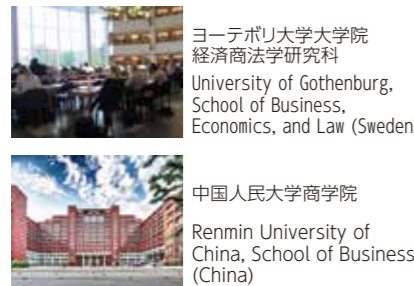 ヨーテボリ大学大学院
経済商法学研究科
University of Gothenburg,
School of Business,
Economics, and Law (Sweden
中国人民大学商学院
Renmin University of
China, School of Business
(China)